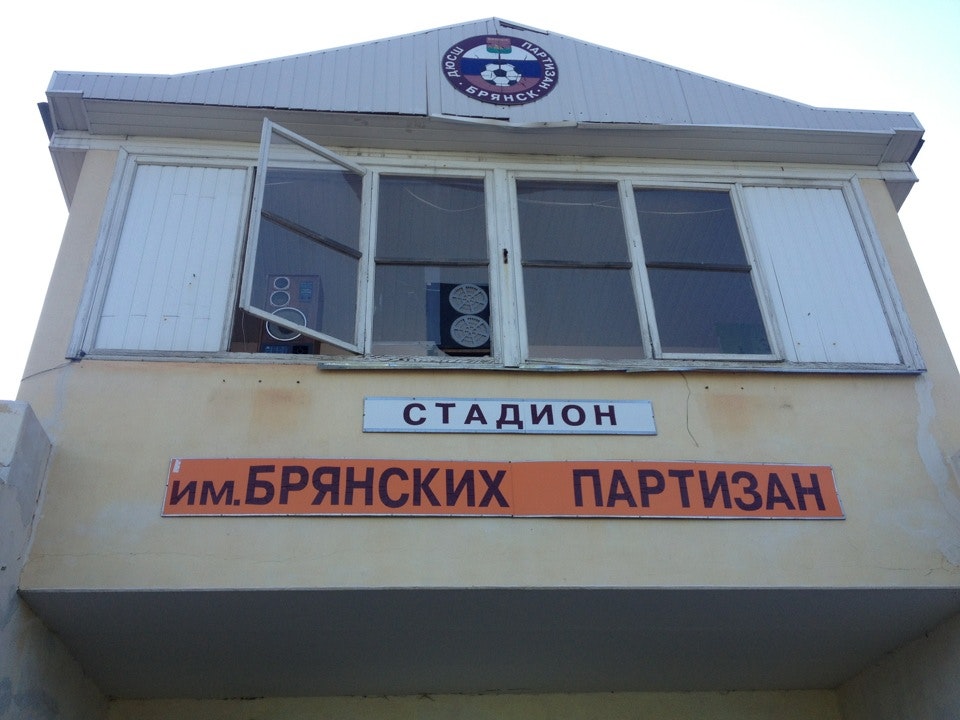 ДЮСШ ПАРТИЗАН
· БРЯНСК ·
СТАДИОН
им. БРЯНСКИХ ПАРТИЗАН